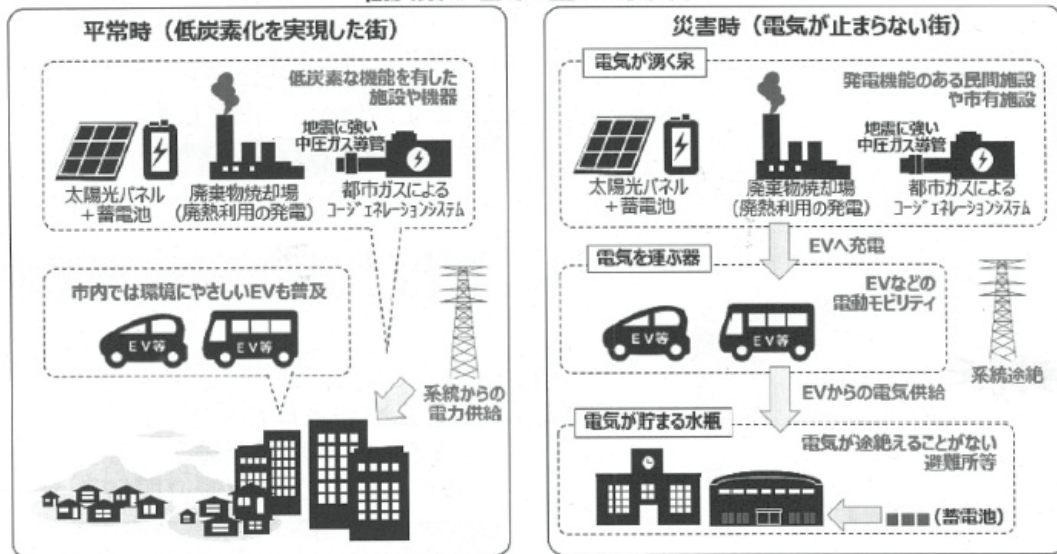 平常時（低炭素化を実現した街）
低炭素な機能を有した
施設や機器
地震に強い
中圧ガス導管
太陽光パネル
＋蓄電池
廃棄物焼却場
（廃熱利用の発電）
都市ガスによる
コージェネレーションシステム
市内では環境にやさしいEVも普及
EV等
EV等
系統からの
電力供給
災害時（電気が止まらない街）
電気が湧く泉
発電機能のある民間施設
や市有施設
地震に強い
中圧ガス導管
太陽光パネル
＋蓄電池
廃棄物焼却場
（廃熱利用の発電）
都市ガスによる
コージェネレーションシステム
EVへ充電
電気を運ぶ器
EVなどの
電動モビリティ
EV等
EV等
系統途絶
EVからの電気供給
電気が貯まる水瓶
電気が途絶えることがない
避難所等
（蓄電池）